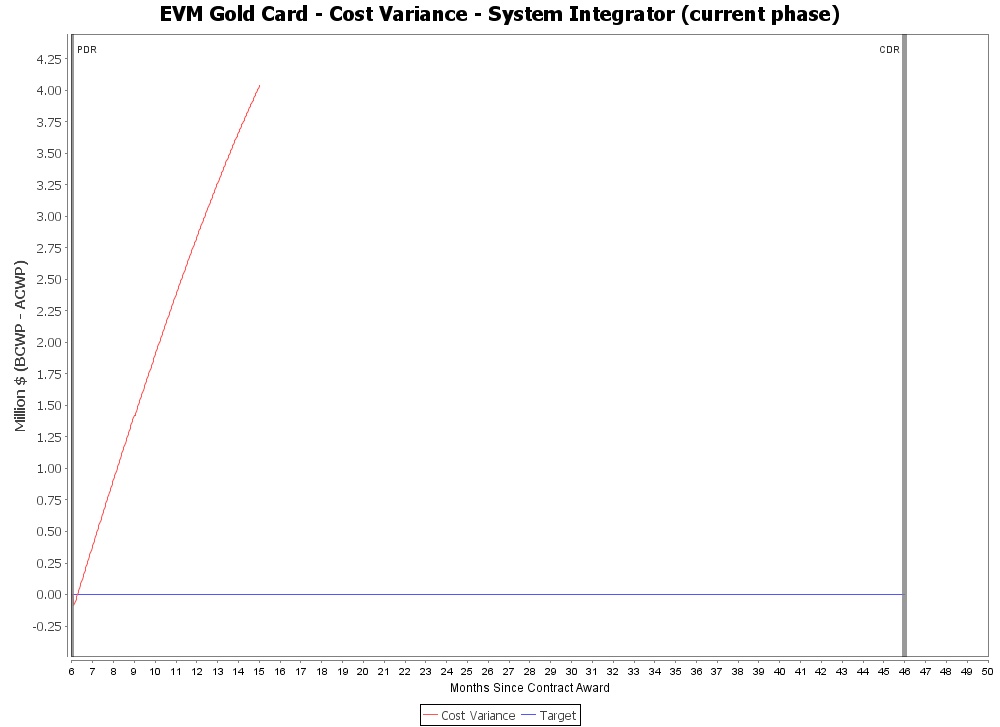 EVM Gold Card - Cost Variance - System Integrator (current phase)
PDR
CDR
4.25
4.00
3.75
3.50
3.25
3.00
2.75
2.50
2.25
2.00
1.75
1.50
1.25
1.00
0.75
0.50
0.25
0.00
-0.25
Million $ (BCWP - ACWP)
6 7 8 9 10 11 12 13 14 15 16 17 18 19 20 21 22 23 24 25 26 27 28 29 30 31 32 33 34 35 36 37 38 39 40 41 42 43 44 45 46 47 48 49 50
Months Since Contract Award
Cost Variance Target